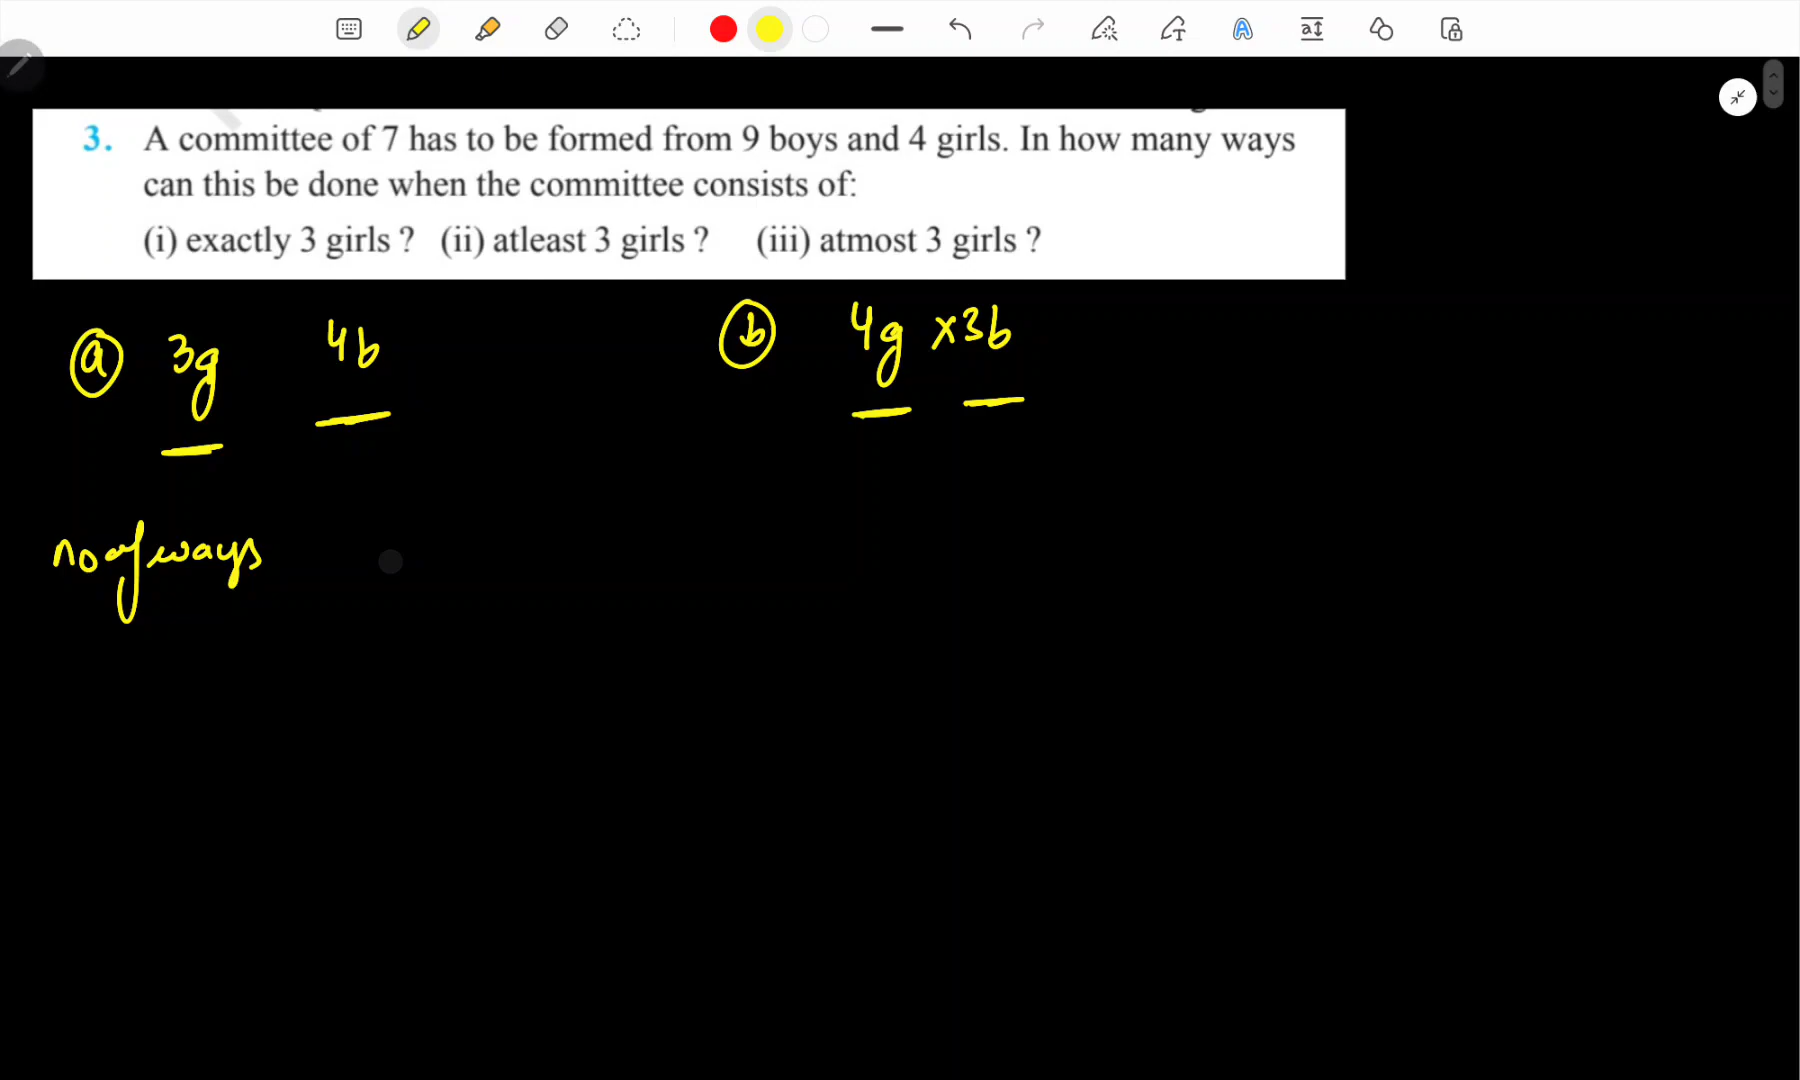 3. A committee of 7 has to be formed from 9 boys and 4 girls. In how many ways
can this be done when the committee consists of:
(i) exactly 3 girls ? (ii) atleast 3 girls ? (iii) atmost 3 girls ?
a 3g 4b
b 4g x3b
no of ways